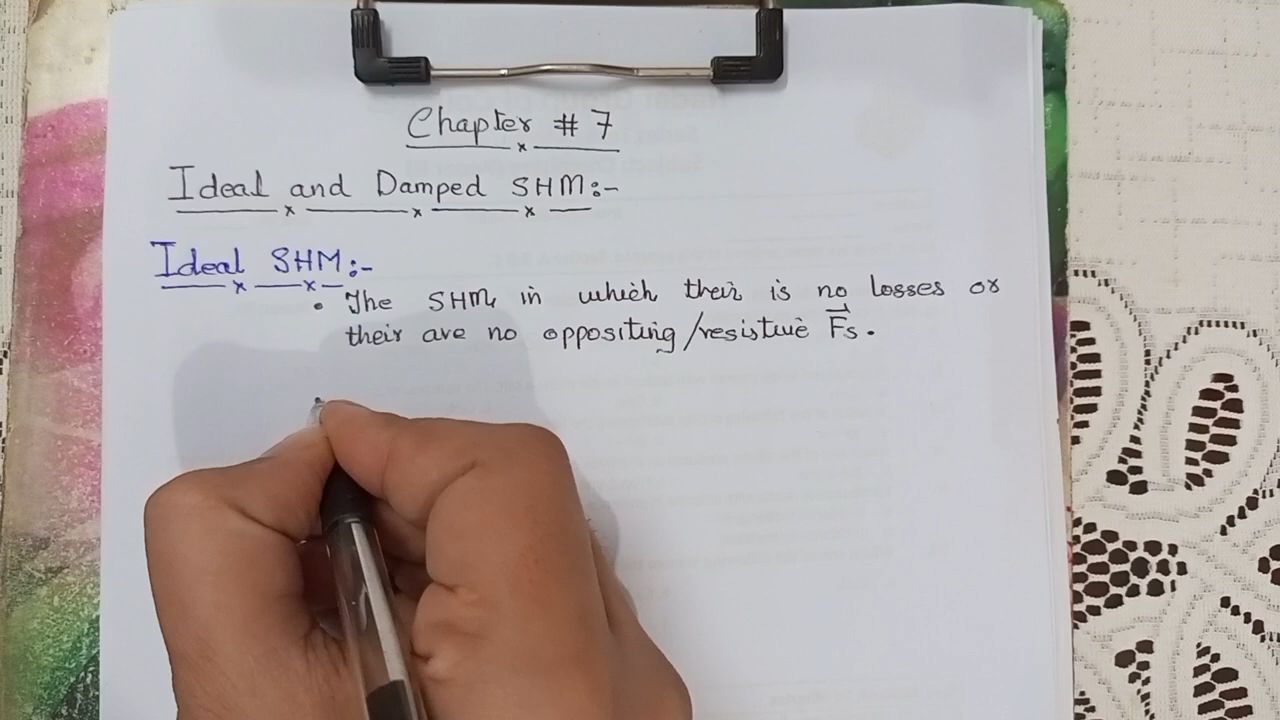 Chapter # 7
Ideal and Damped SHM:-
Ideal SHM:-
• The SHM, in which their is no losses or
their are no oppositing/resistive F⃗s.